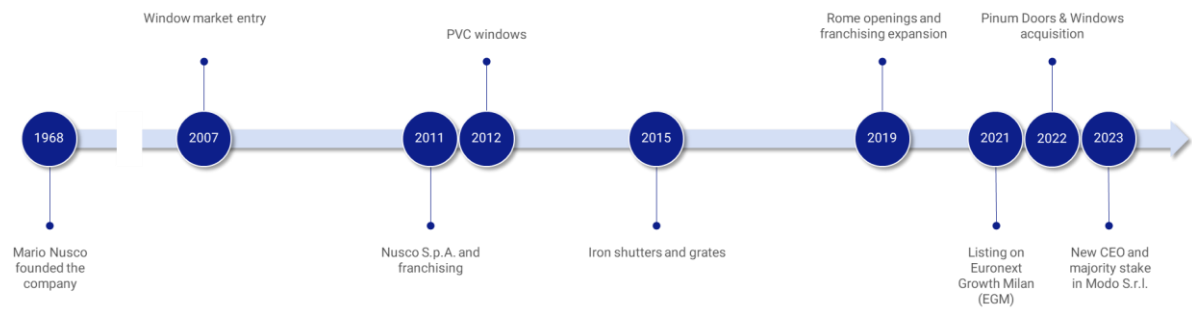 Window market entry
PVC windows
Rome openings and
franchising expansion
Pinum Doors & Windows
acquisition
1968
2007
2011
2012
2015
2019
2021
2022
2023
Mario Nusco
founded the
company
Nusco S.p.A. and
franchising
Iron shutters and grates
Listing on
Euronext
Growth Milan
(EGM)
New CEO and
majority stake
in Modo S.r.l.